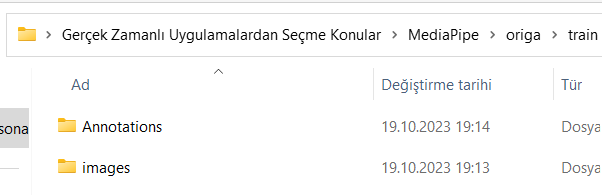 Gerçek Zamanlı Uygulamalardan Seçme Konular > MediaPipe > origa > train
Ad Değiştirme tarihi Tür
sona Annotations 19.10.2023 19:14 Dosya
images 19.10.2023 19:13 Dosya